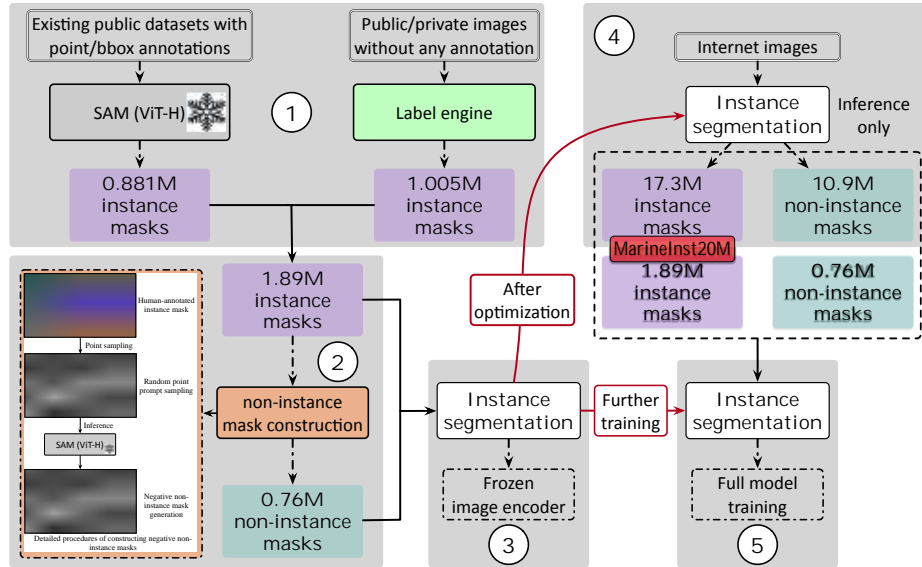 Existing public datasets with
point/bbox annotations
Public/private images
without any annotation
SAM (ViT-H)
1
Label engine
0.881M
instance
masks
1.005M
instance
masks
4
Internet images
Instance
segmentation
Inference
only
17.3M
instance
masks
10.9M
non-instance
masks
MarineInst20M
1.89M
instance
masks
0.76M
non-instance
masks
Human-annotated
instance mask
Point sampling
Random point
prompt sampling
Inference
SAM (ViT-H)
Negative non-
instance mask
generation
Detailed procedures of constructing negative non-
instance masks
1.89M
instance
masks
2
non-instance
mask construction
0.76M
non-instance
masks
After
optimization
Instance
segmentation
Further
training
Instance
segmentation
Frozen
image encoder
3
Full model
training
5